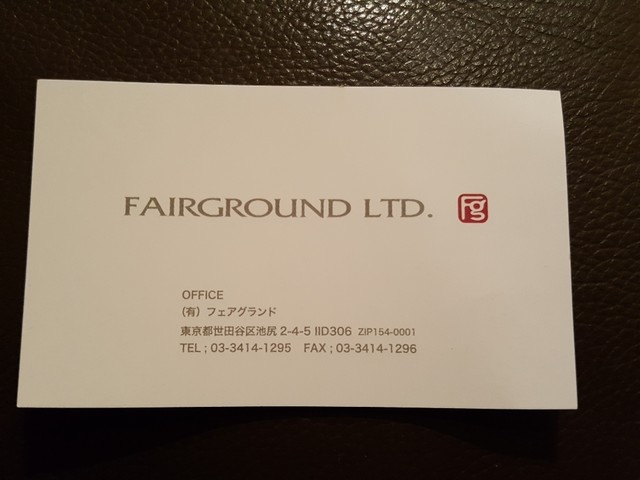 FAIRGROUND LTD. Fg
OFFICE
（有）フェアグランド
東京都世田谷区池尻 2-4-5 IID306 ZIP154-0001
TEL ; 03-3414-1295 FAX ; 03-3414-1296